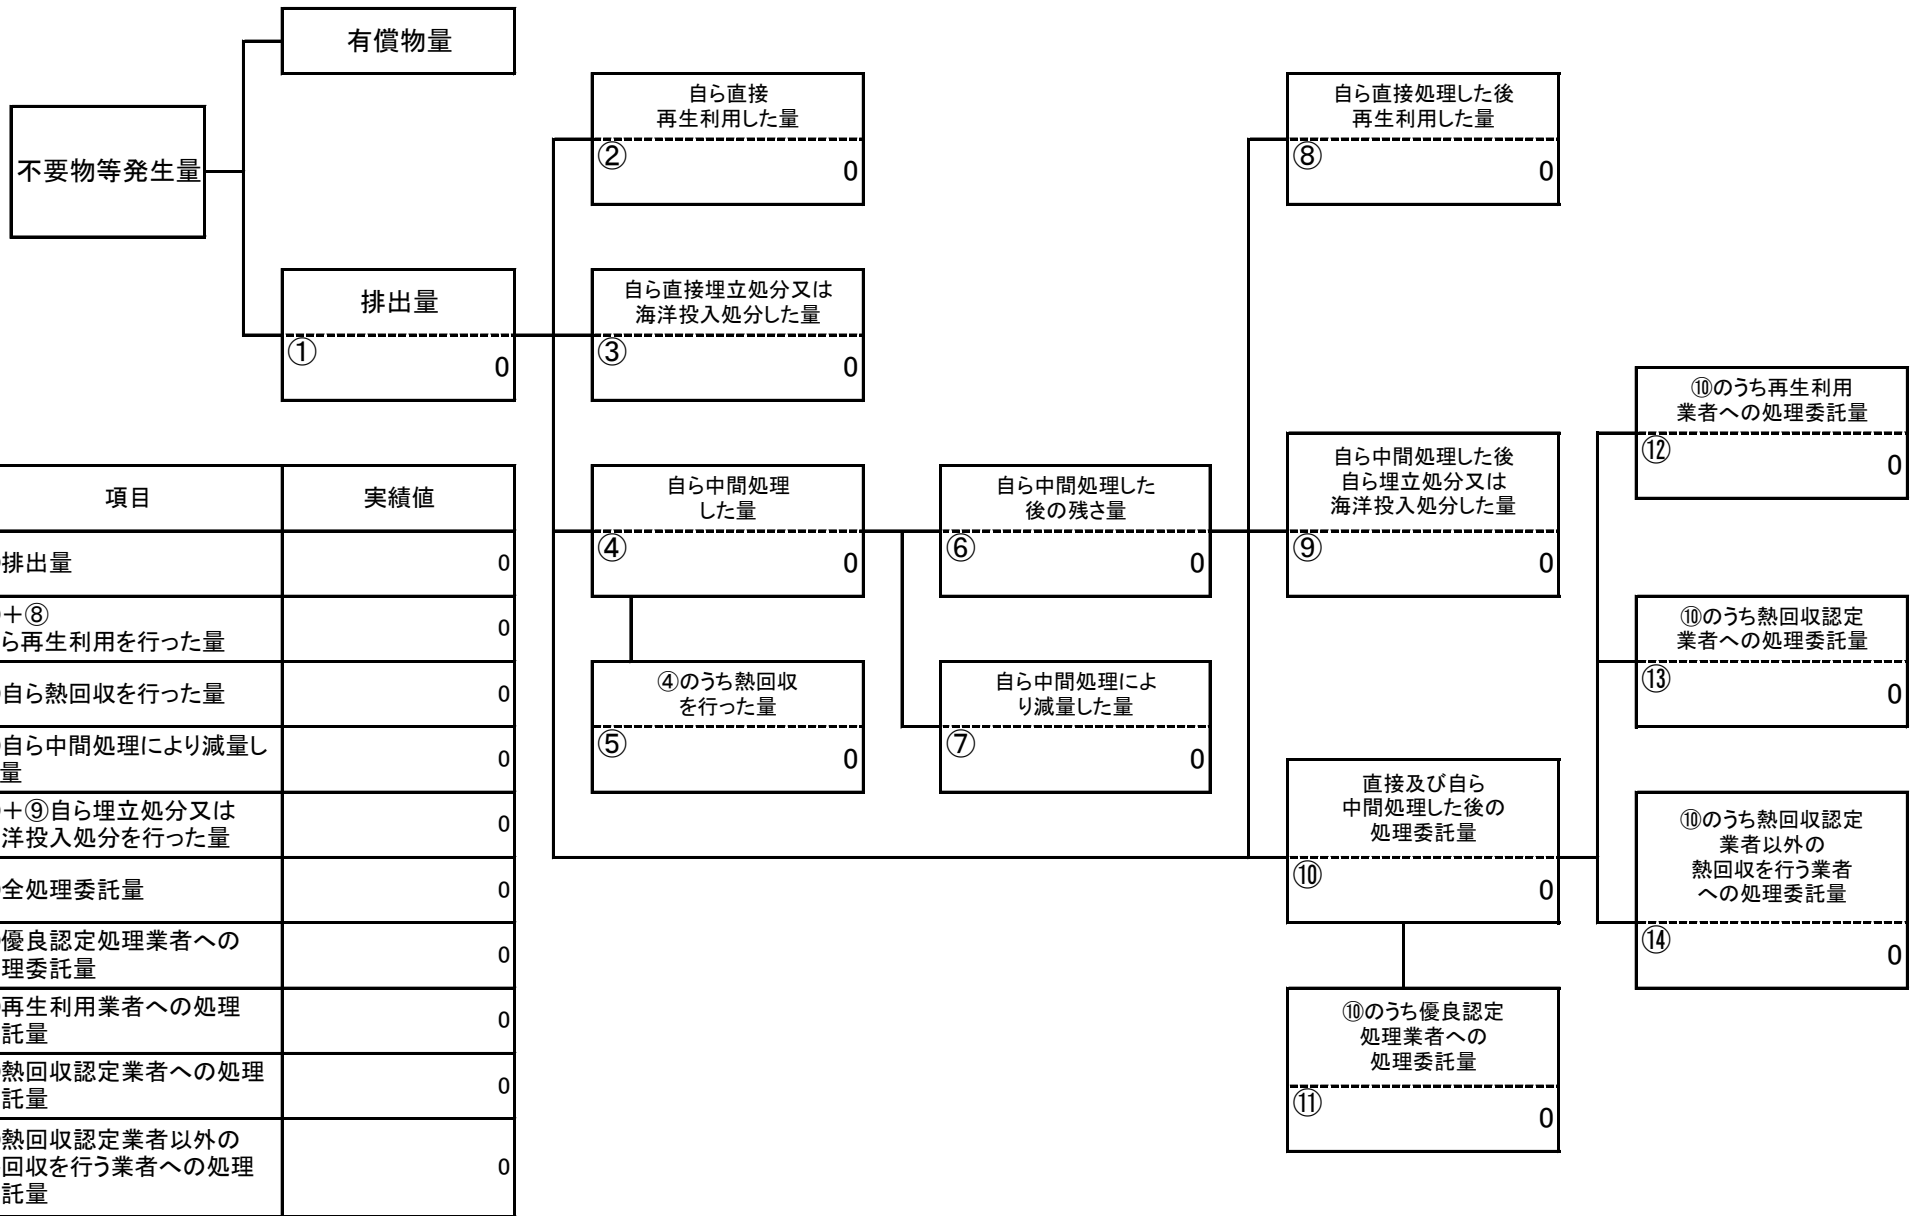 有償物量
不要物等発生量
排出量
①
0
自ら直接
再生利用した量
②
0
自ら直接埋立処分又は
海洋投入処分した量
③
0
自ら中間処理
した量
④
0
④のうち熱回収
を行った量
⑤
0
自ら中間処理した
後の残さ量
⑥
0
自ら中間処理によ
り減量した量
⑦
0
自ら直接処理した後
再生利用した量
⑧
0
自ら中間処理した後
自ら埋立処分又は
海洋投入処分した量
⑨
0
直接及び自ら
中間処理した後の
処理委託量
⑩
0
⑩のうち優良認定
処理業者への
処理委託量
⑪
0
⑩のうち再生利用
業者への処理委託量
⑫
0
⑩のうち熱回収認定
業者への処理委託量
⑬
0
⑩のうち熱回収認定
業者以外の
熱回収を行う業者
への処理委託量
⑭
0
項目 実績値
排出量 0
+⑧
ら再生利用を行った量 0
自ら熱回収を行った量 0
自ら中間処理により減量し
量 0
+⑨自ら埋立処分又は
洋投入処分を行った量 0
全処理委託量 0
優良認定処理業者への
理委託量 0
再生利用業者への処理
託量 0
熱回収認定業者への処理
託量 0
熱回収認定業者以外の
回収を行う業者への処理
託量 0